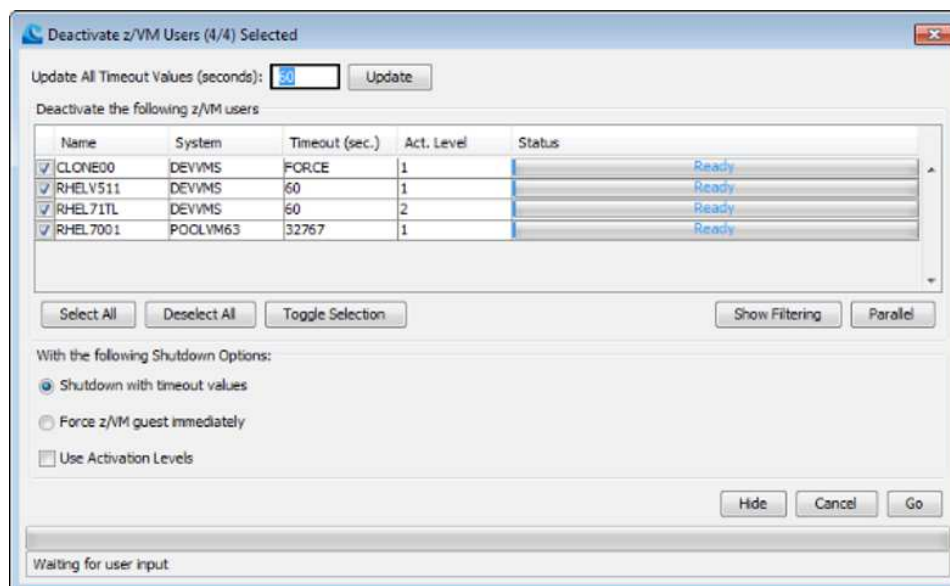 Deactivate z/VM Users (4/4) Selected
Update All Timeout Values (seconds): 60 Update
Deactivate the following z/VM users
Name System Timeout (sec.) Act. Level Status
CLONE00 DEVVMS FORCE 1 Ready
RHELV511 DEVVMS 60 1 Ready
RHEL71TL DEVVMS 60 2 Ready
RHEL7001 POOLVM63 32767 1 Ready
Select All Deselect All Toggle Selection Show Filtering Parallel
With the following Shutdown Options:
Shutdown with timeout values
Force z/VM guest immediately
Use Activation Levels
Hide Cancel Go
Waiting for user input